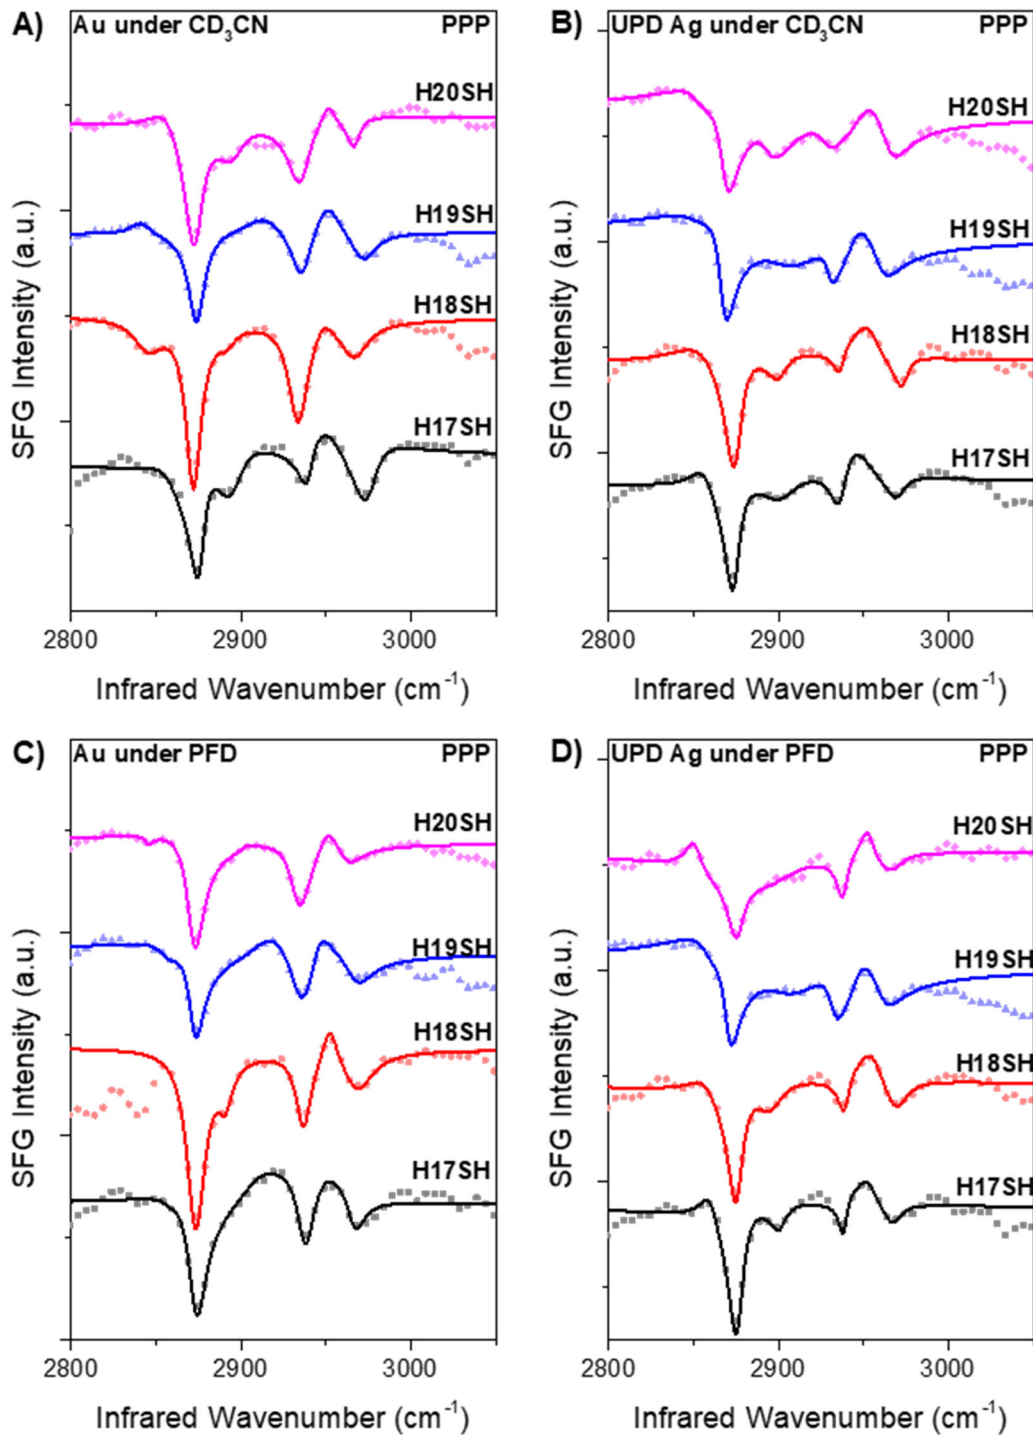 A) Au under CD₃CN PPP
H20SH
H19SH
H18SH
H17SH
SFG Intensity (a.u.)
2800 2900 3000
Infrared Wavenumber (cm⁻¹)
B) UPD Ag under CD₃CN PPP
H20SH
H19SH
H18SH
H17SH
SFG Intensity (a.u.)
2800 2900 3000
Infrared Wavenumber (cm⁻¹)
C) Au under PFD PPP
H20SH
H19SH
H18SH
H17SH
SFG Intensity (a.u.)
2800 2900 3000
Infrared Wavenumber (cm⁻¹)
D) UPD Ag under PFD PPP
H20SH
H19SH
H18SH
H17SH
SFG Intensity (a.u.)
2800 2900 3000
Infrared Wavenumber (cm⁻¹)